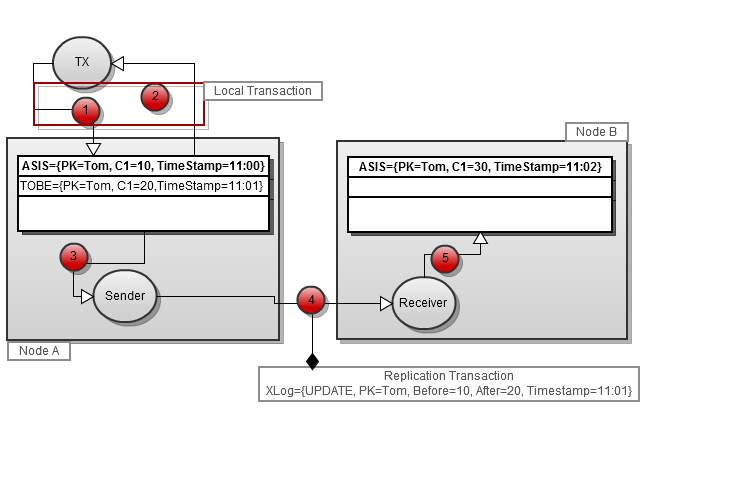 TX
2
Local Transaction
1
Node B
ASIS={PK=Tom, C1=10, TimeStamp=11:00}
TOBE={PK=Tom, C1=20,TimeStamp=11:01}
ASIS={PK=Tom, C1=30, TimeStamp=11:02}
3
5
Sender
4
Receiver
Node A
Replication Transaction
XLog={UPDATE, PK=Tom, Before=10, After=20, Timestamp=11:01}